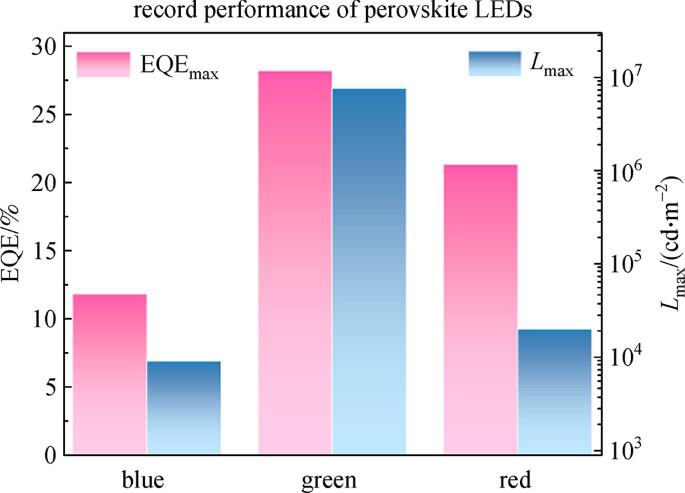 record performance of perovskite LEDs
EQEmax
Lmax
30
25
20
15
10
5
0
EQE/%
10⁷
10⁶
10⁵
10⁴
10³
Lmax/(cd·m⁻²)
blue green red